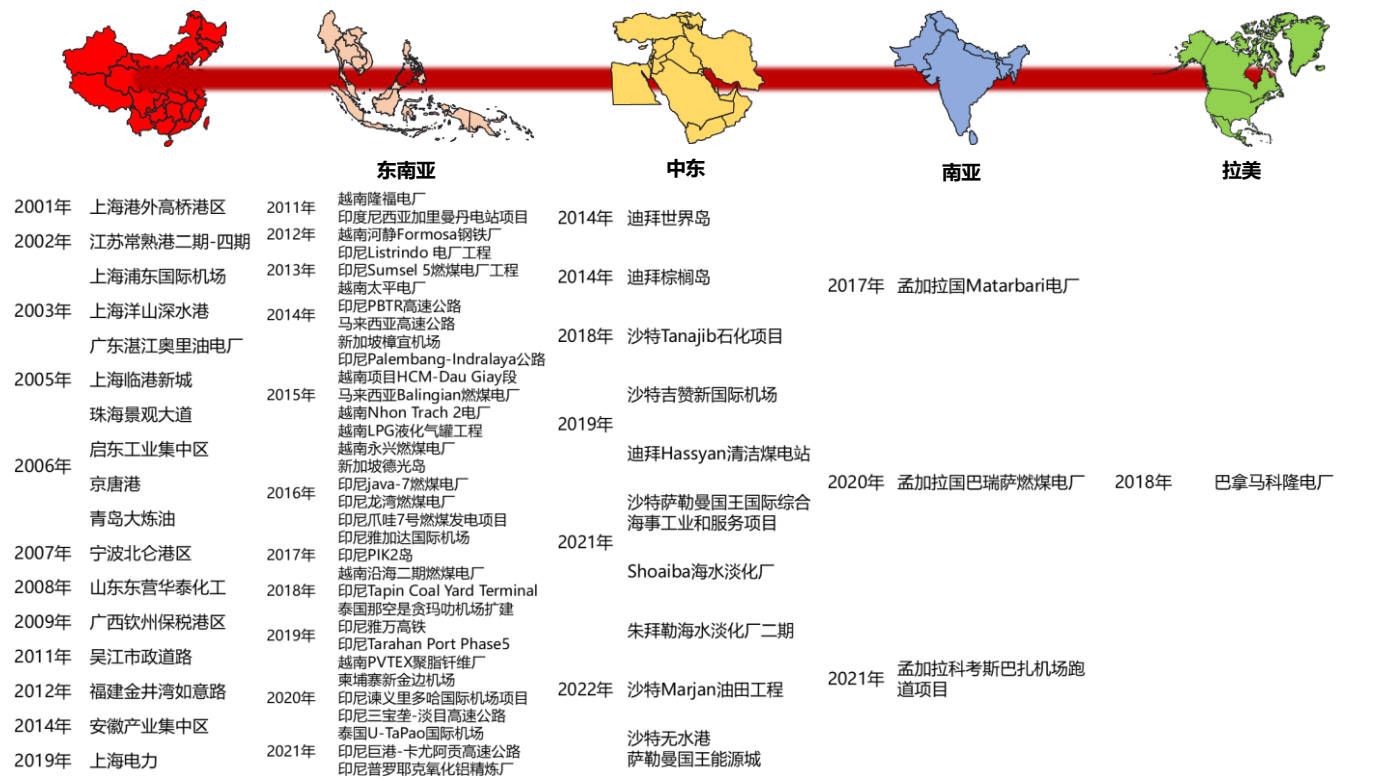 东南亚
中东
南亚
拉美
2001年 上海港外高桥港区
2002年 江苏常熟港二期-四期
上海浦东国际机场
2003年 上海洋山深水港
广东湛江奥里油电厂
2005年 上海临港新城
珠海景观大道
启东工业集中区
2006年
京唐港
青岛大炼油
2007年 宁波北仑港区
2008年 山东东营华泰化工
2009年 广西钦州保税港区
2011年 吴江市政道路
2012年 福建金井湾如意路
2014年 安徽产业集中区
2019年 上海电力
越南隆福电厂
2011年
印度尼西亚加里曼丹电站项目
2012年 越南河静Formosa钢铁厂
印尼Listrindo 电厂工程
2013年 印尼Sumsel 5燃煤电厂工程
越南太平电厂
印尼PBTR高速公路
2014年
马来西亚高速公路
新加坡樟宜机场
印尼Palembang-Indralaya公路
越南项目HCM-Dau Giay段
2015年 马来西亚Balingian燃煤电厂
越南Nhon Trach 2电厂
越南LPG液化气罐工程
越南永兴燃煤电厂
新加坡德光岛
印尼java-7燃煤电厂
2016年
印尼龙湾燃煤电厂
印尼爪哇7号燃煤发电项目
印尼雅加达国际机场
2017年 印尼PIK2岛
越南沿海二期燃煤电厂
2018年 印尼Tapin Coal Yard Terminal
泰国那空是贪玛叻机场扩建
印尼雅万高铁
2019年
印尼Tarahan Port Phase5
越南PVTEX聚脂钎维厂
柬埔寨新金边机场
2020年 印尼谏义里多哈国际机场项目
印尼三宝垄-淡目高速公路
泰国U-TaPao国际机场
2021年 印尼巨港-卡尤阿贡高速公路
印尼普罗耶克氧化铝精炼厂
2014年 迪拜世界岛
2014年 迪拜棕榈岛
2018年 沙特Tanajib石化项目
沙特吉赞新国际机场
2019年
迪拜Hassyan清洁煤电站
沙特萨勒曼国王国际综合
海事工业和服务项目
2021年
Shoaiba海水淡化厂
朱拜勒海水淡化厂二期
2022年 沙特Marjan油田工程
沙特无水港
萨勒曼国王能源城
2017年 孟加拉国Matarbari电厂
2020年 孟加拉国巴瑞萨燃煤电厂
2021年 孟加拉科考斯巴扎机场跑
道项目
2018年 巴拿马科隆电厂